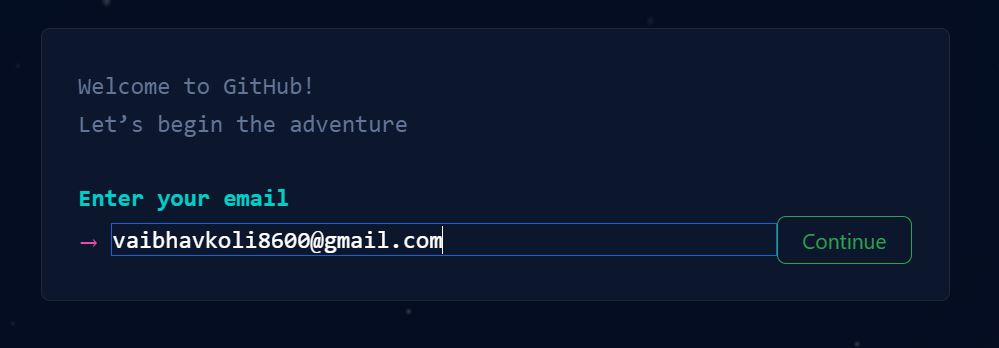 Welcome to GitHub!
Let’s begin the adventure
Enter your email
→ vaibhavkoli8600@gmail.com Continue